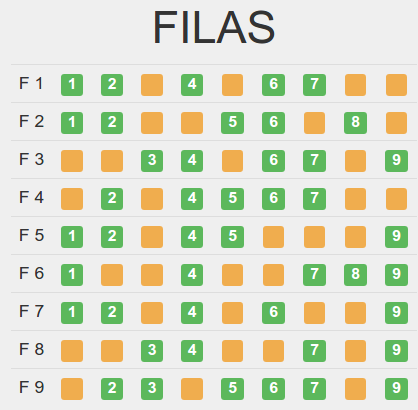 FILAS
F 1 1 2 4 6 7
F 2 1 2 5 6 8
F 3 3 4 6 7 9
F 4 2 4 5 6 7
F 5 1 2 4 5 9
F 6 1 4 7 8 9
F 7 1 2 4 6 9
F 8 3 4 7 9
F 9 2 3 5 6 7 9